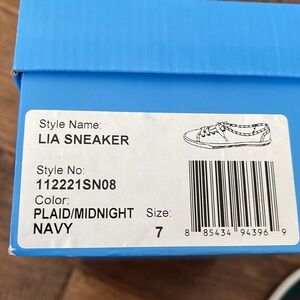 Style Name:
LIA SNEAKER
Style No:
112221SN08
Color:
PLAID/MIDNIGHT Size:
NAVY 7
8 85434 94396 9